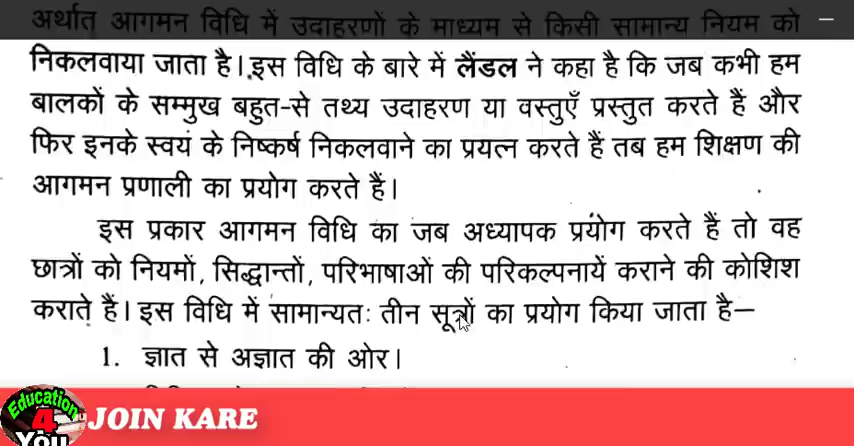 अर्थात आगमन विधि में उदाहरणों के माध्यम से किसी सामान्य नियम को
निकलवाया जाता है। इस विधि के बारे में लैंडल ने कहा है कि जब कभी हम
बालकों के सम्मुख बहुत-से तथ्य उदाहरण या वस्तुएँ प्रस्तुत करते हैं और
फिर इनके स्वयं के निष्कर्ष निकलवाने का प्रयत्न करते हैं तब हम शिक्षण की
आगमन प्रणाली का प्रयोग करते हैं।
इस प्रकार आगमन विधि का जब अध्यापक प्रयोग करते हैं तो वह
छात्रों को नियमों, सिद्धान्तों, परिभाषाओं की परिकल्पनायें कराने की कोशिश
कराते है। इस विधि में सामान्यतः तीन सूत्रों का प्रयोग किया जाता है–
1. ज्ञात से अज्ञात की ओर।
Education
4
You
JOIN KARE